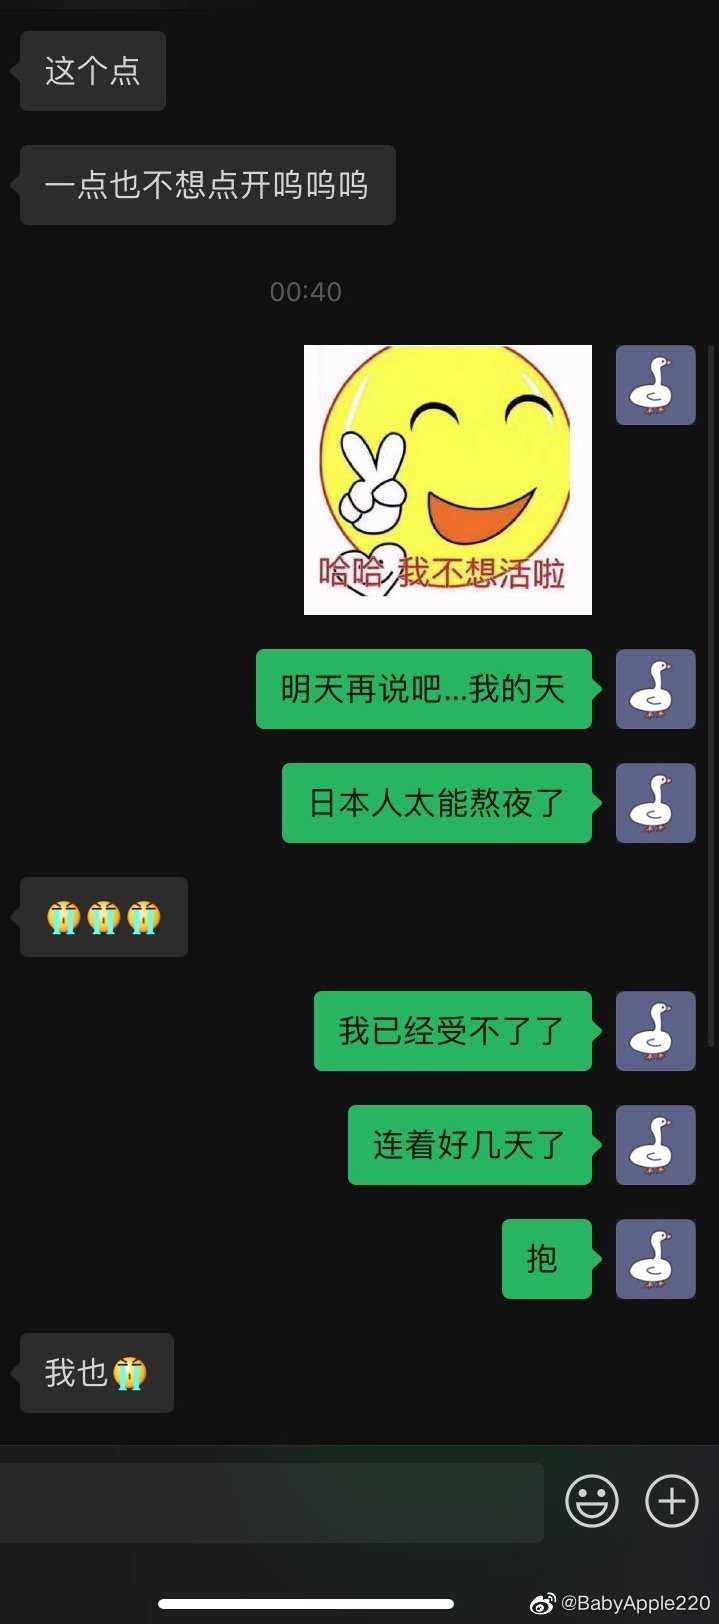 这个点
一点也不想点开呜呜呜
00:40
哈哈 我不想活啦
明天再说吧...我的天
日本人太能熬夜了
😭😭😭
我已经受不了了
连着好几天了
抱
我也😭
@BabyApple220